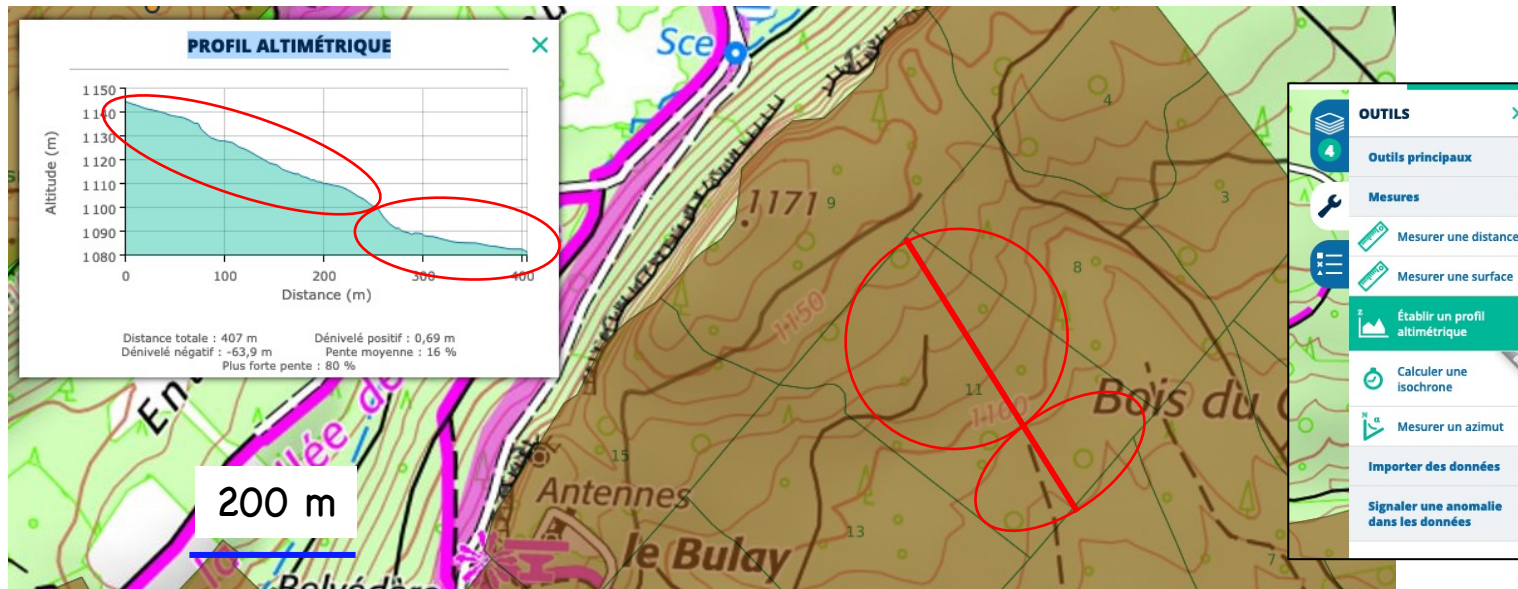 PROFIL ALTIMÉTRIQUE
1 150
1 140
1 130
1 120
1 110
1 100
1 090
1 080
Altitude (m)
0
100
200
300
400
Distance (m)
Distance totale : 407 m
Dénivelé positif : 0,69 m
Dénivelé négatif : -63,9 m
Pente moyenne : 16 %
Plus forte pente : 80 %
Sce
4
3
1171
9
8
1150
11
1160
Bois du
15
Antennes
13
le Bulay
7
Belvédère
200 m
OUTILS
4
Outils principaux
Mesures
Mesurer une distance
Mesurer une surface
Établir un profil
altimétrique
Calculer une
isochrone
Mesurer un azimut
Importer des données
Signaler une anomalie
dans les données